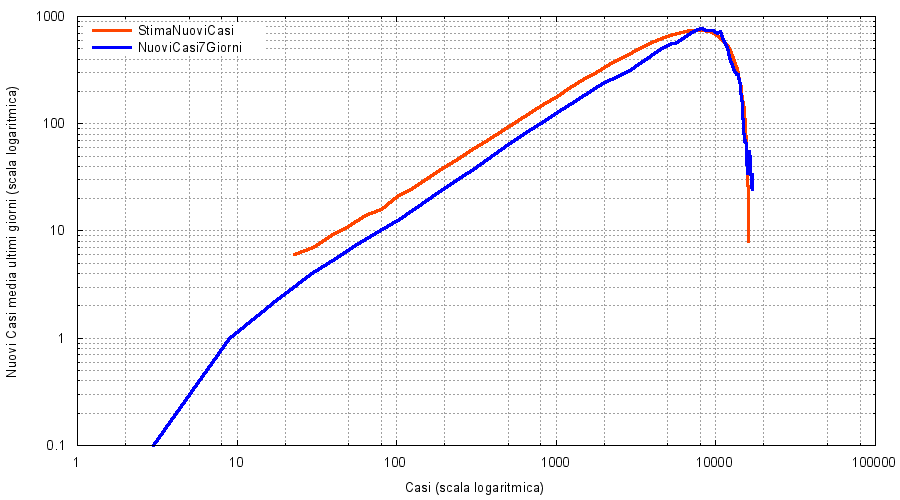 1000
100
10
1
0.1
Nuovi Casi media ultimi giorni (scala logaritmica)
StimaNuoviCasi
NuoviCasi7Giorni
1 10 100 1000 10000 100000
Casi (scala logaritmica)